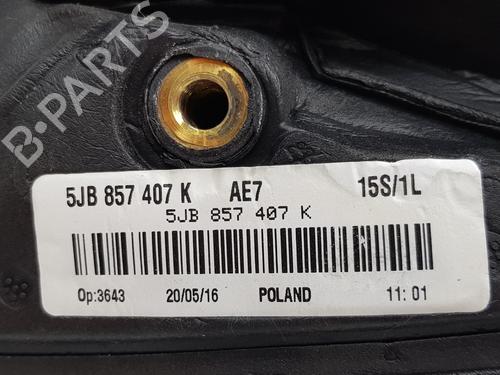 B-PARTS
5JB 857 407 K AE7 15S/1L
5JB 857 407 K
Op:3643 20/05/16 POLAND 11:01